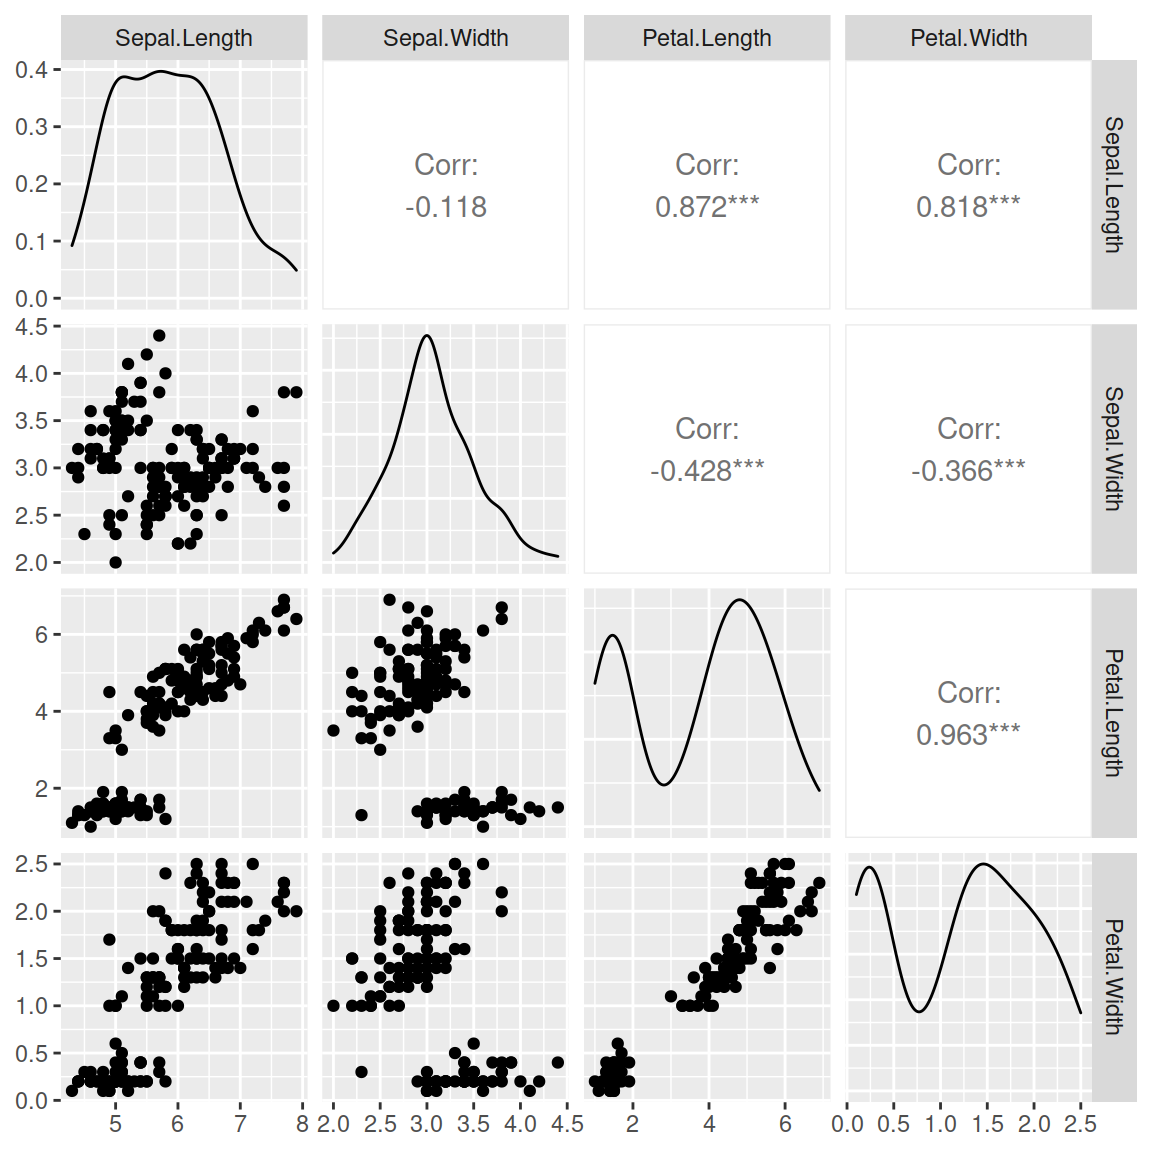 Sepal.Length
Sepal.Width
Petal.Length
Petal.Width
0.4
0.3
0.2
0.1
0.0
Corr:
-0.118
Corr:
0.872***
Corr:
0.818***
Sepal.Length
4.5
4.0
3.5
3.0
2.5
2.0
Corr:
-0.428***
Corr:
-0.366***
Sepal.Width
6
4
2
Corr:
0.963***
Petal.Length
2.5
2.0
1.5
1.0
0.5
0.0
Petal.Width
5 6 7 8
2.0 2.5 3.0 3.5 4.0 4.5
2 4 6
0.0 0.5 1.0 1.5 2.0 2.5